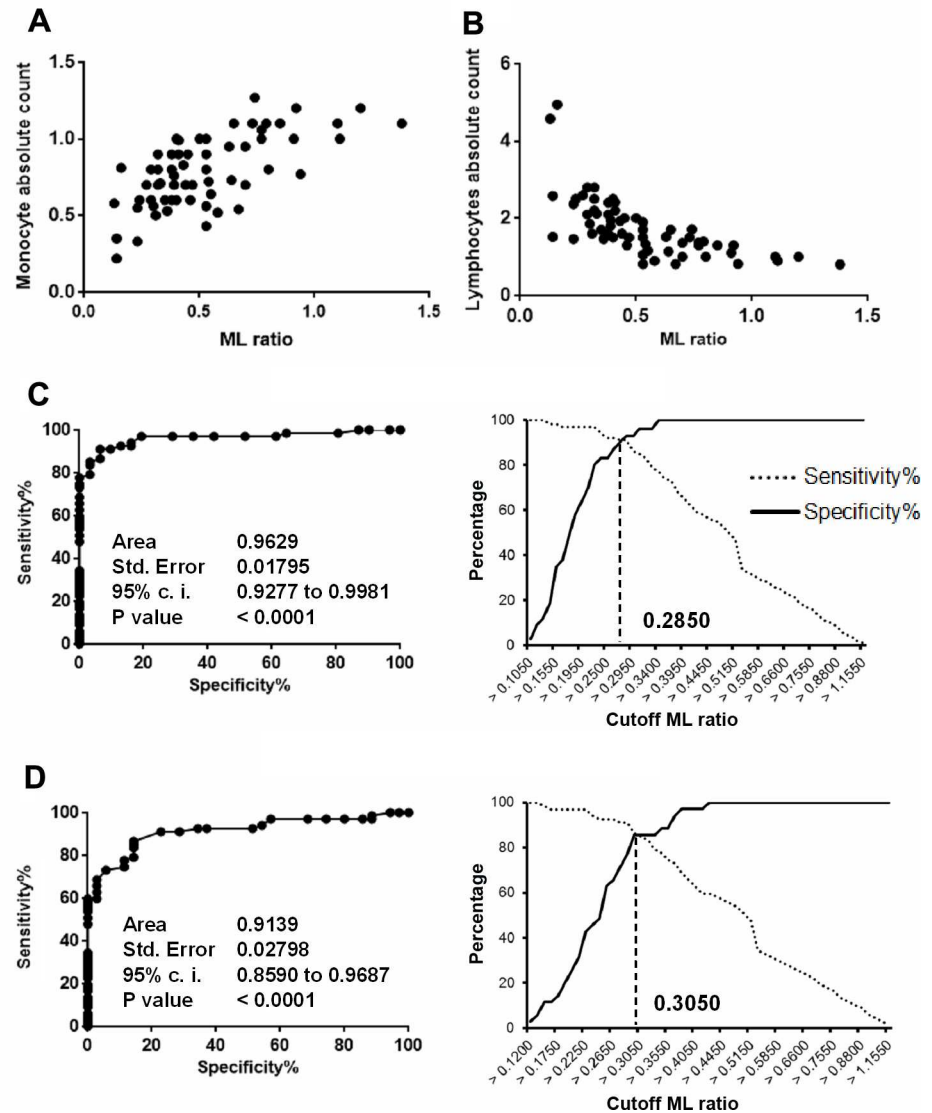 A
Monocyte absolute count
1.5
1.0
0.5
0.0
0.0
0.5
1.0
1.5
ML ratio
B
Lymphocytes absolute count
6
4
2
0
0.0
0.5
1.0
1.5
ML ratio
C
Sensitivity%
100
80
60
40
20
0
Area 0.9629
Std. Error 0.01795
95% c. i. 0.9277 to 0.9981
P value < 0.0001
0 20 40 60 80 100
Specificity%
Percentage
100
80
60
40
20
0
Sensitivity%
Specificity%
0.2850
> 0.1050
> 0.1550
> 0.1950
> 0.2500
> 0.2950
> 0.3400
> 0.3950
> 0.4450
> 0.5150
> 0.5850
> 0.6600
> 0.7550
> 0.8800
> 1.1550
Cutoff ML ratio
D
Sensitivity%
100
80
60
40
20
0
Area 0.9139
Std. Error 0.02798
95% c. i. 0.8590 to 0.9687
P value < 0.0001
0 20 40 60 80 100
Specificity%
Percentage
100
80
60
40
20
0
0.3050
> 0.1200
> 0.1750
> 0.2250
> 0.2650
> 0.3050
> 0.3550
> 0.4050
> 0.4450
> 0.5150
> 0.5850
> 0.6600
> 0.7550
> 0.8800
> 1.1550
Cutoff ML ratio